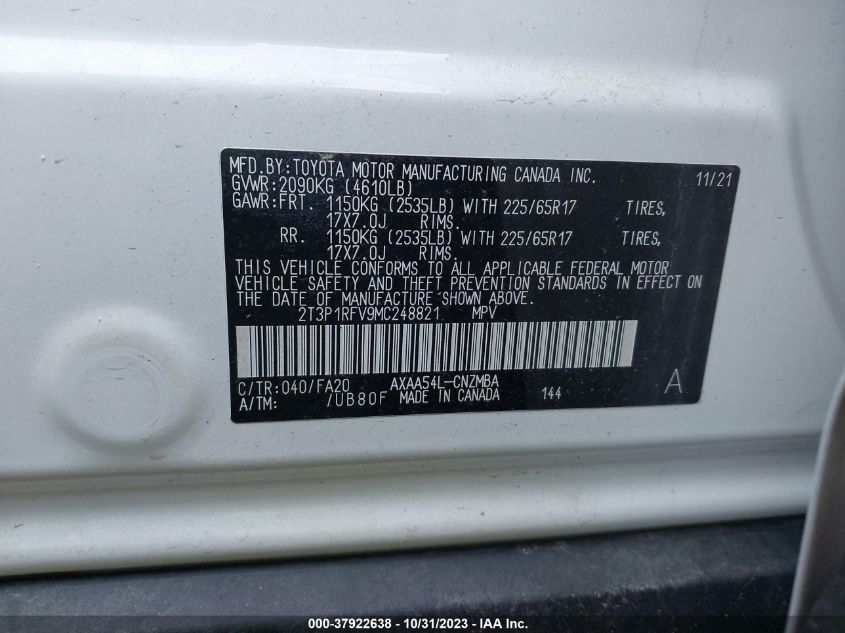 MFD.BY:TOYOTA MOTOR MANUFACTURING CANADA INC. 11/21
GVWR:2090KG (4610LB)
GAWR:FRT. 1150KG (2535LB) WITH 225/65R17 TIRES,
17X7.0J RIMS.
RR. 1150KG (2535LB) WITH 225/65R17 TIRES,
17X7.0J RIMS.
THIS VEHICLE CONFORMS TO ALL APPLICABLE FEDERAL MOTOR
VEHICLE SAFETY AND THEFT PREVENTION STANDARDS IN EFFECT ON
THE DATE OF MANUFACTURE SHOWN ABOVE.
2T3P1RFV9MC248821 MPV
C/TR:040/FA20 AXAA54L-CNZMBA A
A/TM: /UB80F MADE IN CANADA 144
000-37922638 - 10/31/2023 - IAA Inc.